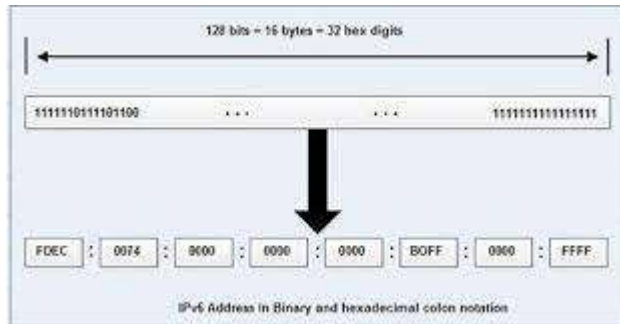 128 bits = 16 bytes = 32 hex digits
1111110111101100 ... ... 1111111111111111
FDEC : 0074 : 0000 : 0000 : 0000 : BOFF : 0000 : FFFF
IPv6 Address in Binary and hexadecimal colon notation